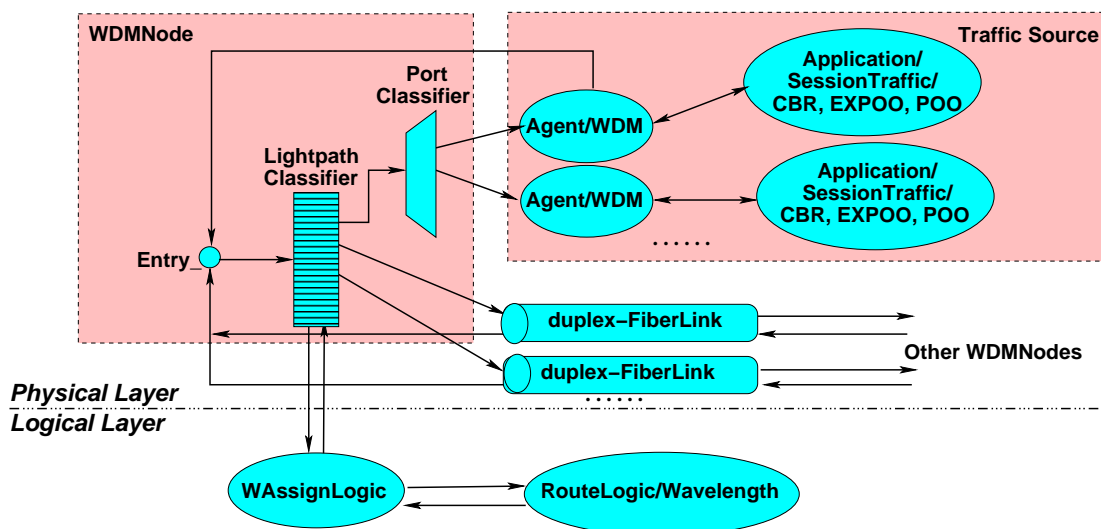 WDMNode
Traffic Source
Port
Classifier
Application/
SessionTraffic/
CBR, EXPOO, POO
Agent/WDM
Lightpath
Classifier
Application/
SessionTraffic/
CBR, EXPOO, POO
Agent/WDM
......
Entry_
duplex−FiberLink
Other WDMNodes
duplex−FiberLink
......
Physical Layer
Logical Layer
WAssignLogic
RouteLogic/Wavelength